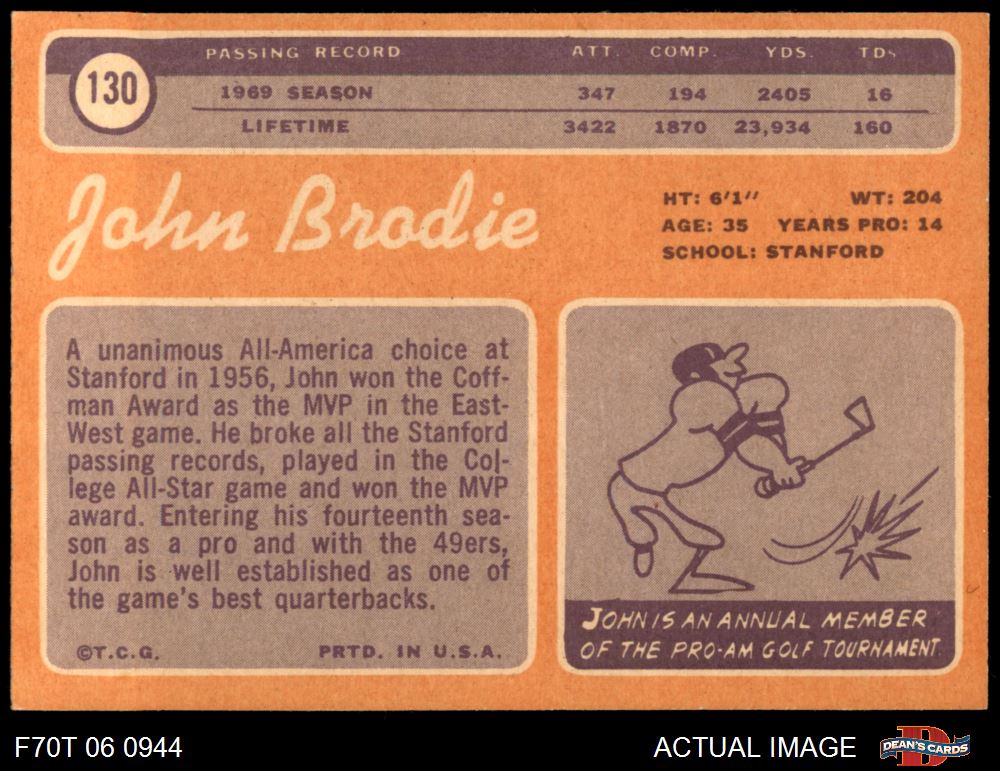 130
PASSING RECORD ATT. COMP. YDS. TDs
1969 SEASON 347 194 2405 16
LIFETIME 3422 1870 23,934 160
John Brodie
HT: 6'1" WT: 204
AGE: 35 YEARS PRO: 14
SCHOOL: STANFORD
A unanimous All-America choice at
Stanford in 1956, John won the Coff-
man Award as the MVP in the East-
West game. He broke all the Stanford
passing records, played in the Col-
lege All-Star game and won the MVP
award. Entering his fourteenth sea-
son as a pro and with the 49ers,
John is well established as one of
the game's best quarterbacks.
©T.C.G. PRTD. IN U.S.A.
JOHN IS AN ANNUAL MEMBER
OF THE PRO-AM GOLF TOURNAMENT.
F70T 06 0944 ACTUAL IMAGE D DEAN'S CARDS